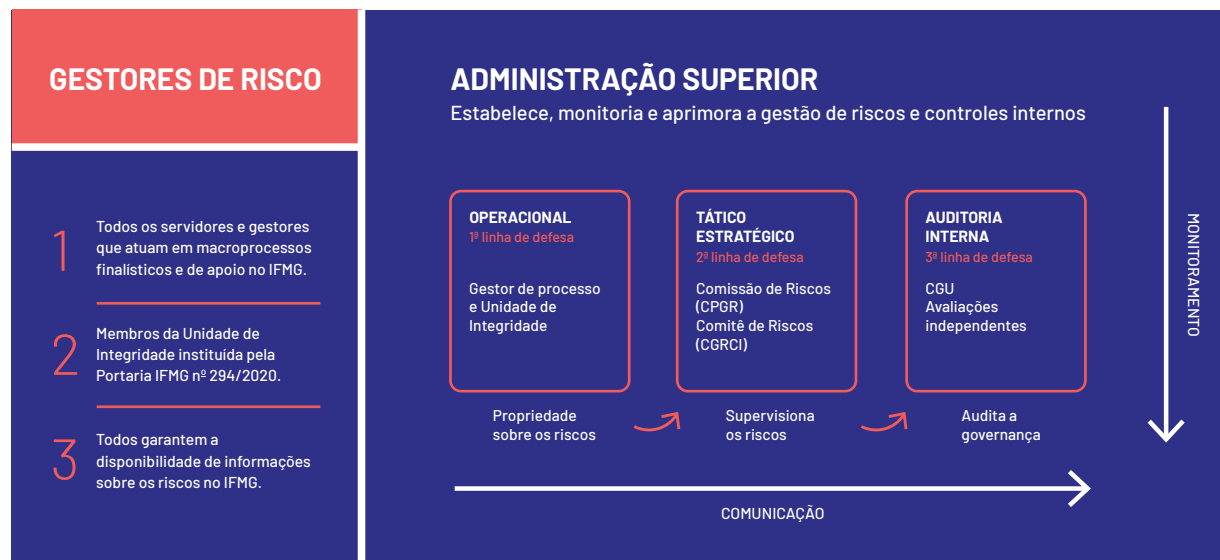 GESTORES DE RISCO
1
Todos os servidores e gestores
que atuam em macroprocessos
finalísticos e de apoio no IFMG.
2
Membros da Unidade de
Integridade instituída pela
Portaria IFMG nº 294/2020.
3
Todos garantem a
disponibilidade de informações
sobre os riscos no IFMG.
ADMINISTRAÇÃO SUPERIOR
Estabelece, monitoria e aprimora a gestão de riscos e controles internos
OPERACIONAL
1ª linha de defesa
Gestor de processo
e Unidade de
Integridade
Propriedade
sobre os riscos
TÁTICO
ESTRATÉGICO
2ª linha de defesa
Comissão de Riscos
(CPGR)
Comitê de Riscos
(CGRCI)
Supervisiona
os riscos
AUDITORIA
INTERNA
3ª linha de defesa
CGU
Avaliações
independentes
Audita a
governança
COMUNICAÇÃO
MONITORAMENTO